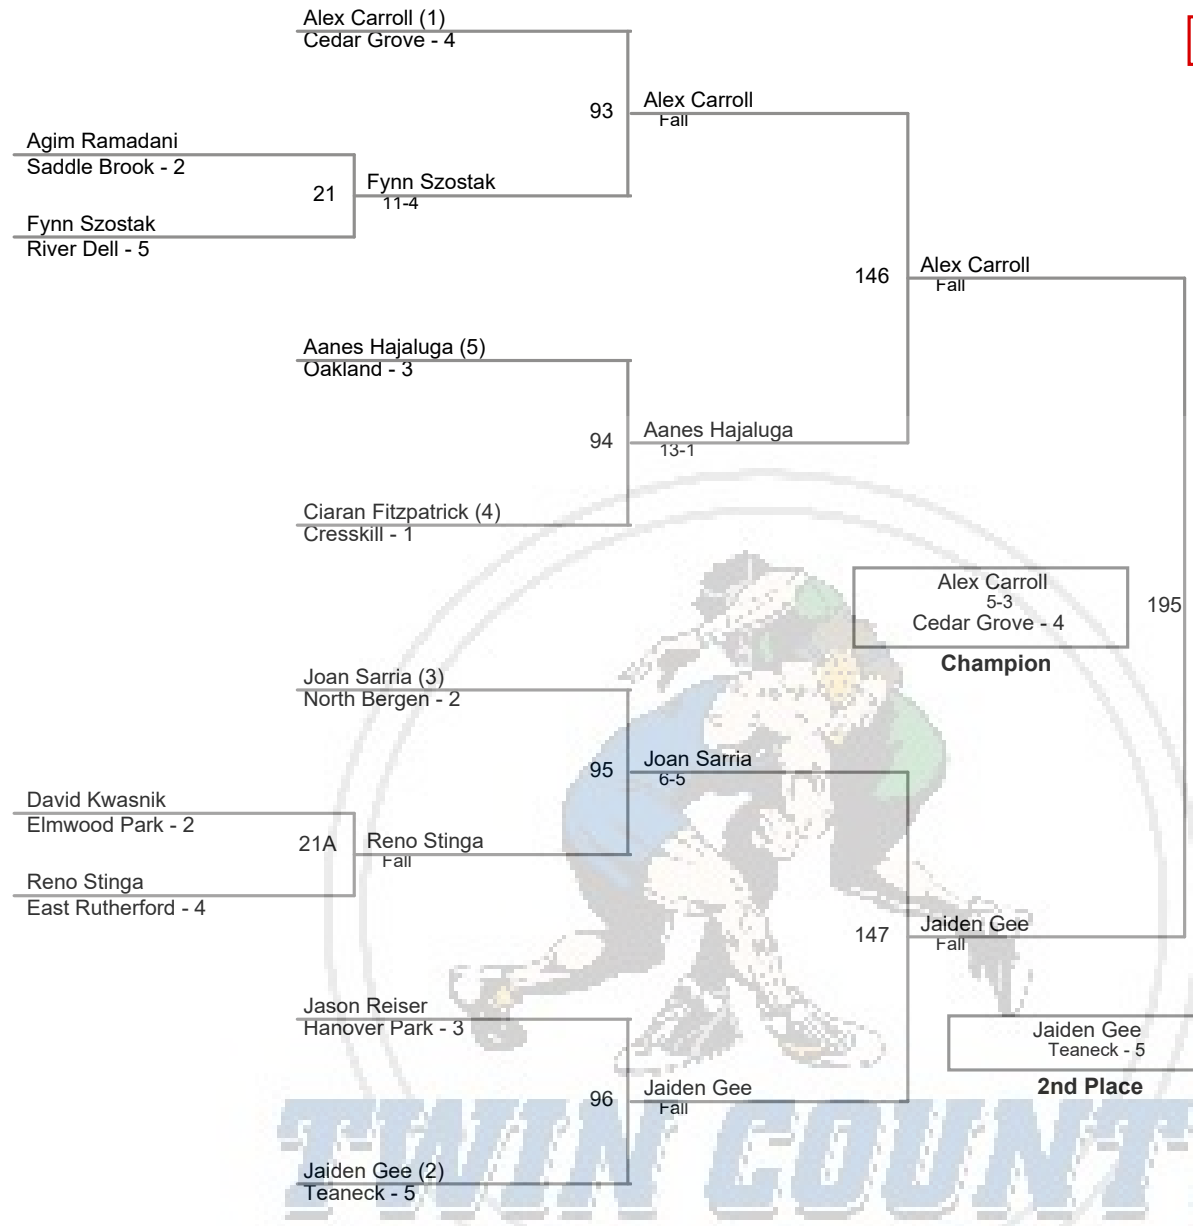 Alex Carroll (1)
Cedar Grove - 4
93
Alex Carroll
Fall
Agim Ramadani
Saddle Brook - 2
21
Fynn Szostak
11-4
Fynn Szostak
River Dell - 5
146
Alex Carroll
Fall
Aanes Hajaluga (5)
Oakland - 3
94
Aanes Hajaluga
13-1
Ciaran Fitzpatrick (4)
Cresskill - 1
Alex Carroll
5-3
Cedar Grove - 4
Champion
195
Joan Sarria (3)
North Bergen - 2
95
Joan Sarria
6-5
David Kwasnik
Elmwood Park - 2
21A
Reno Stinga
Fall
Reno Stinga
East Rutherford - 4
147
Jaiden Gee
Fall
Jason Reiser
Hanover Park - 3
Jaiden Gee
Teaneck - 5
2nd Place
96
Jaiden Gee
Fall
Jaiden Gee (2)
Teaneck - 5
TWIN COUNT